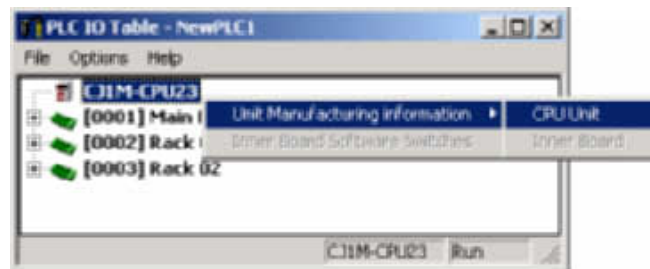 PLC IO Table - NewPLC1
File Options Help
CJ1M-CPU23
[0001] Main
Unit Manufacturing information
CPU Unit
[0002] Rack
Inner Board Software Switches
Inner Board
[0003] Rack 02
CJ1M-CPU23 Run